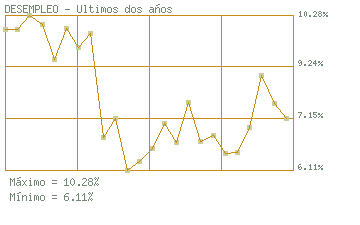 DESEMPLEO - Ultimos dos años
10.28%
9.24%
7.15%
6.11%
Máximo = 10.28%
Mínimo = 6.11%